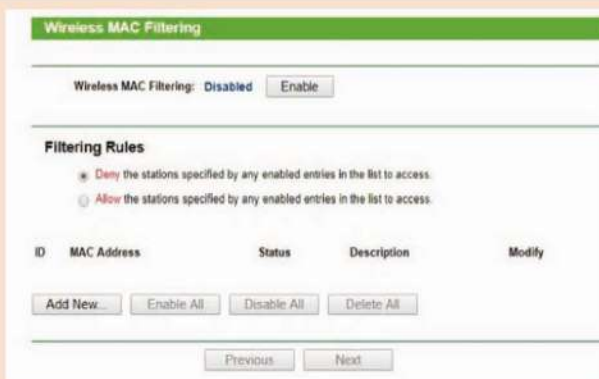 Wireless MAC Filtering
Wireless MAC Filtering: Disabled Enable
Filtering Rules
Deny the stations specified by any enabled entries in the list to access.
Allow the stations specified by any enabled entries in the list to access.
ID MAC Address Status Description Modify
Add New... Enable All Disable All Delete All
Previous Next